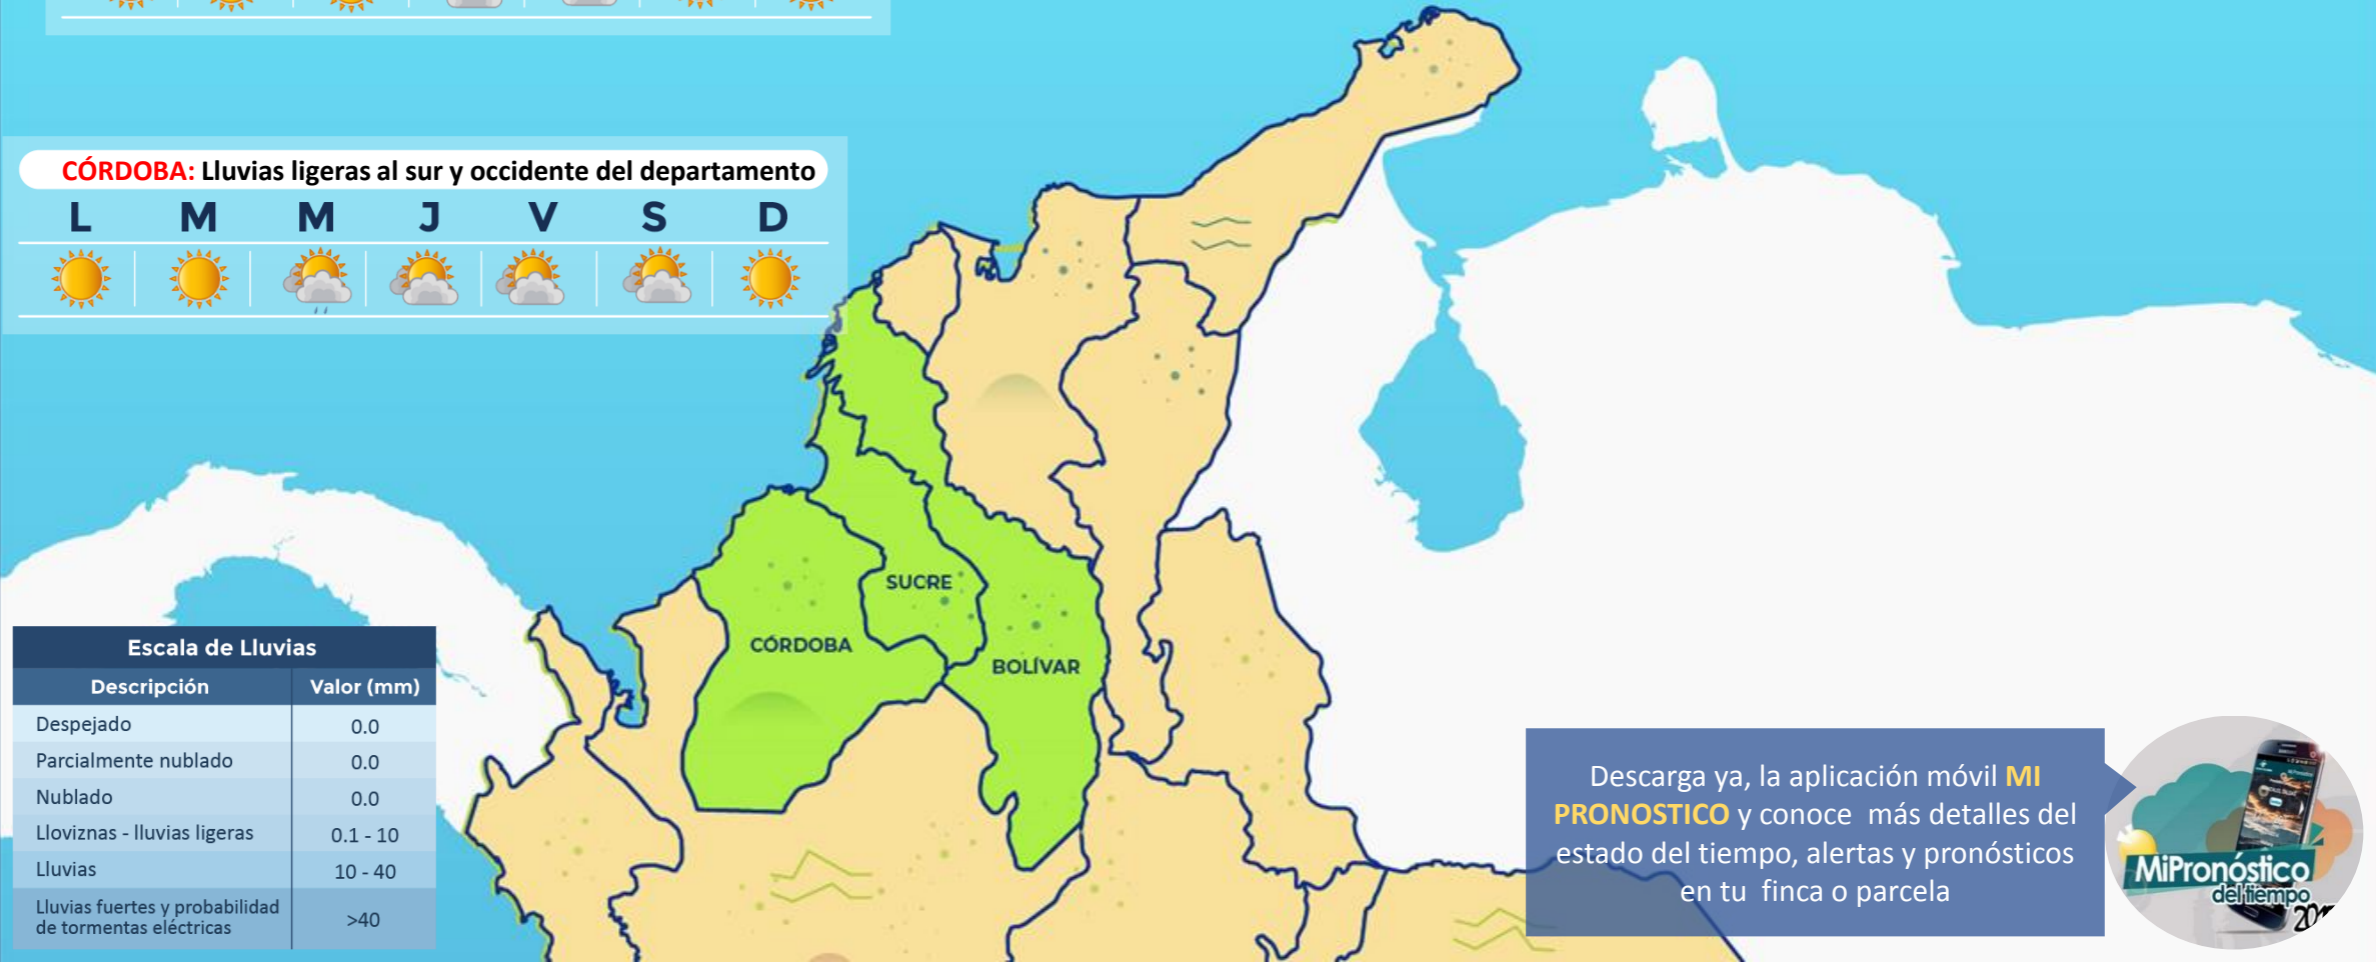 CÓRDOBA: Lluvias ligeras al sur y occidente del departamento
L M M J V S D
SUCRE
CÓRDOBA
BOLÍVAR
Escala de Lluvias
Descripción Valor (mm)
Despejado 0.0
Parcialmente nublado 0.0
Nublado 0.0
Lloviznas - lluvias ligeras 0.1 - 10
Lluvias 10 - 40
Lluvias fuertes y probabilidad
de tormentas eléctricas >40
Descarga ya, la aplicación móvil MI
PRONOSTICO y conoce más detalles del
estado del tiempo, alertas y pronósticos
en tu finca o parcela
MiPronóstico
del tiempo